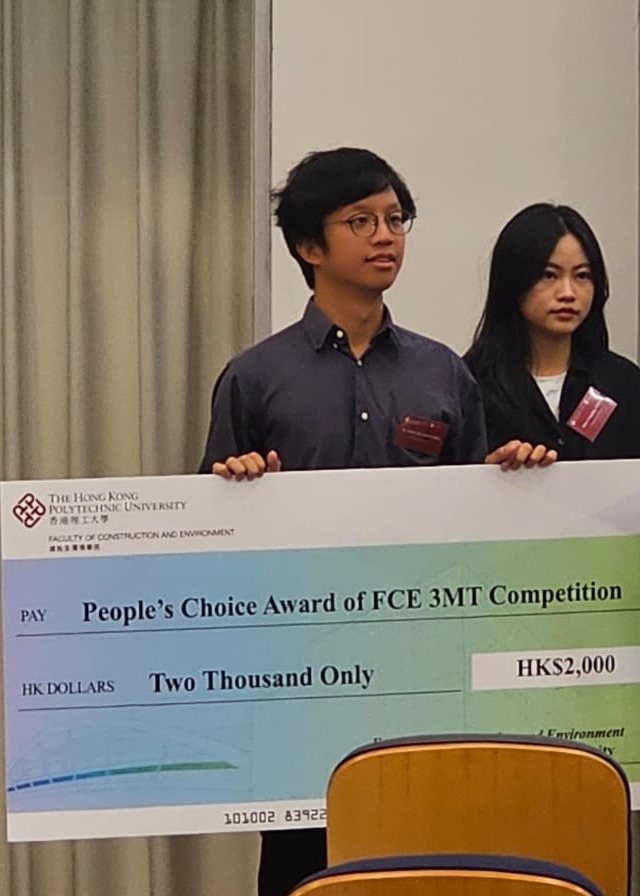 THE HONG KONG
POLYTECHNIC UNIVERSITY
香港理工大學
FACULTY OF CONSTRUCTION AND ENVIRONMENT
PAY People's Choice Award of FCE 3MT Competition
HK DOLLARS Two Thousand Only HK$2,000
Environment
101002 83922